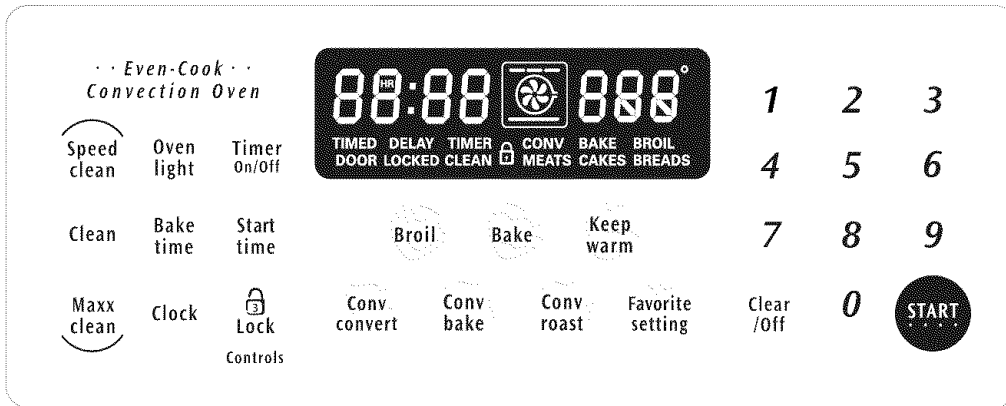 · · Even-Cook · ·
Convection Oven
Speed
clean
Oven
light
Timer
On/Off
Clean
Bake
time
Start
time
Maxx
clean
Clock
3
Lock
Controls
88:88
HR
888°
TIMED DELAY TIMER CONV BAKE BROIL
DOOR LOCKED CLEAN MEATS CAKES BREADS
Broil
Bake
Keep
warm
Conv
convert
Conv
bake
Conv
roast
Favorite
setting
1 2 3
4 5 6
7 8 9
Clear
/Off
0
START